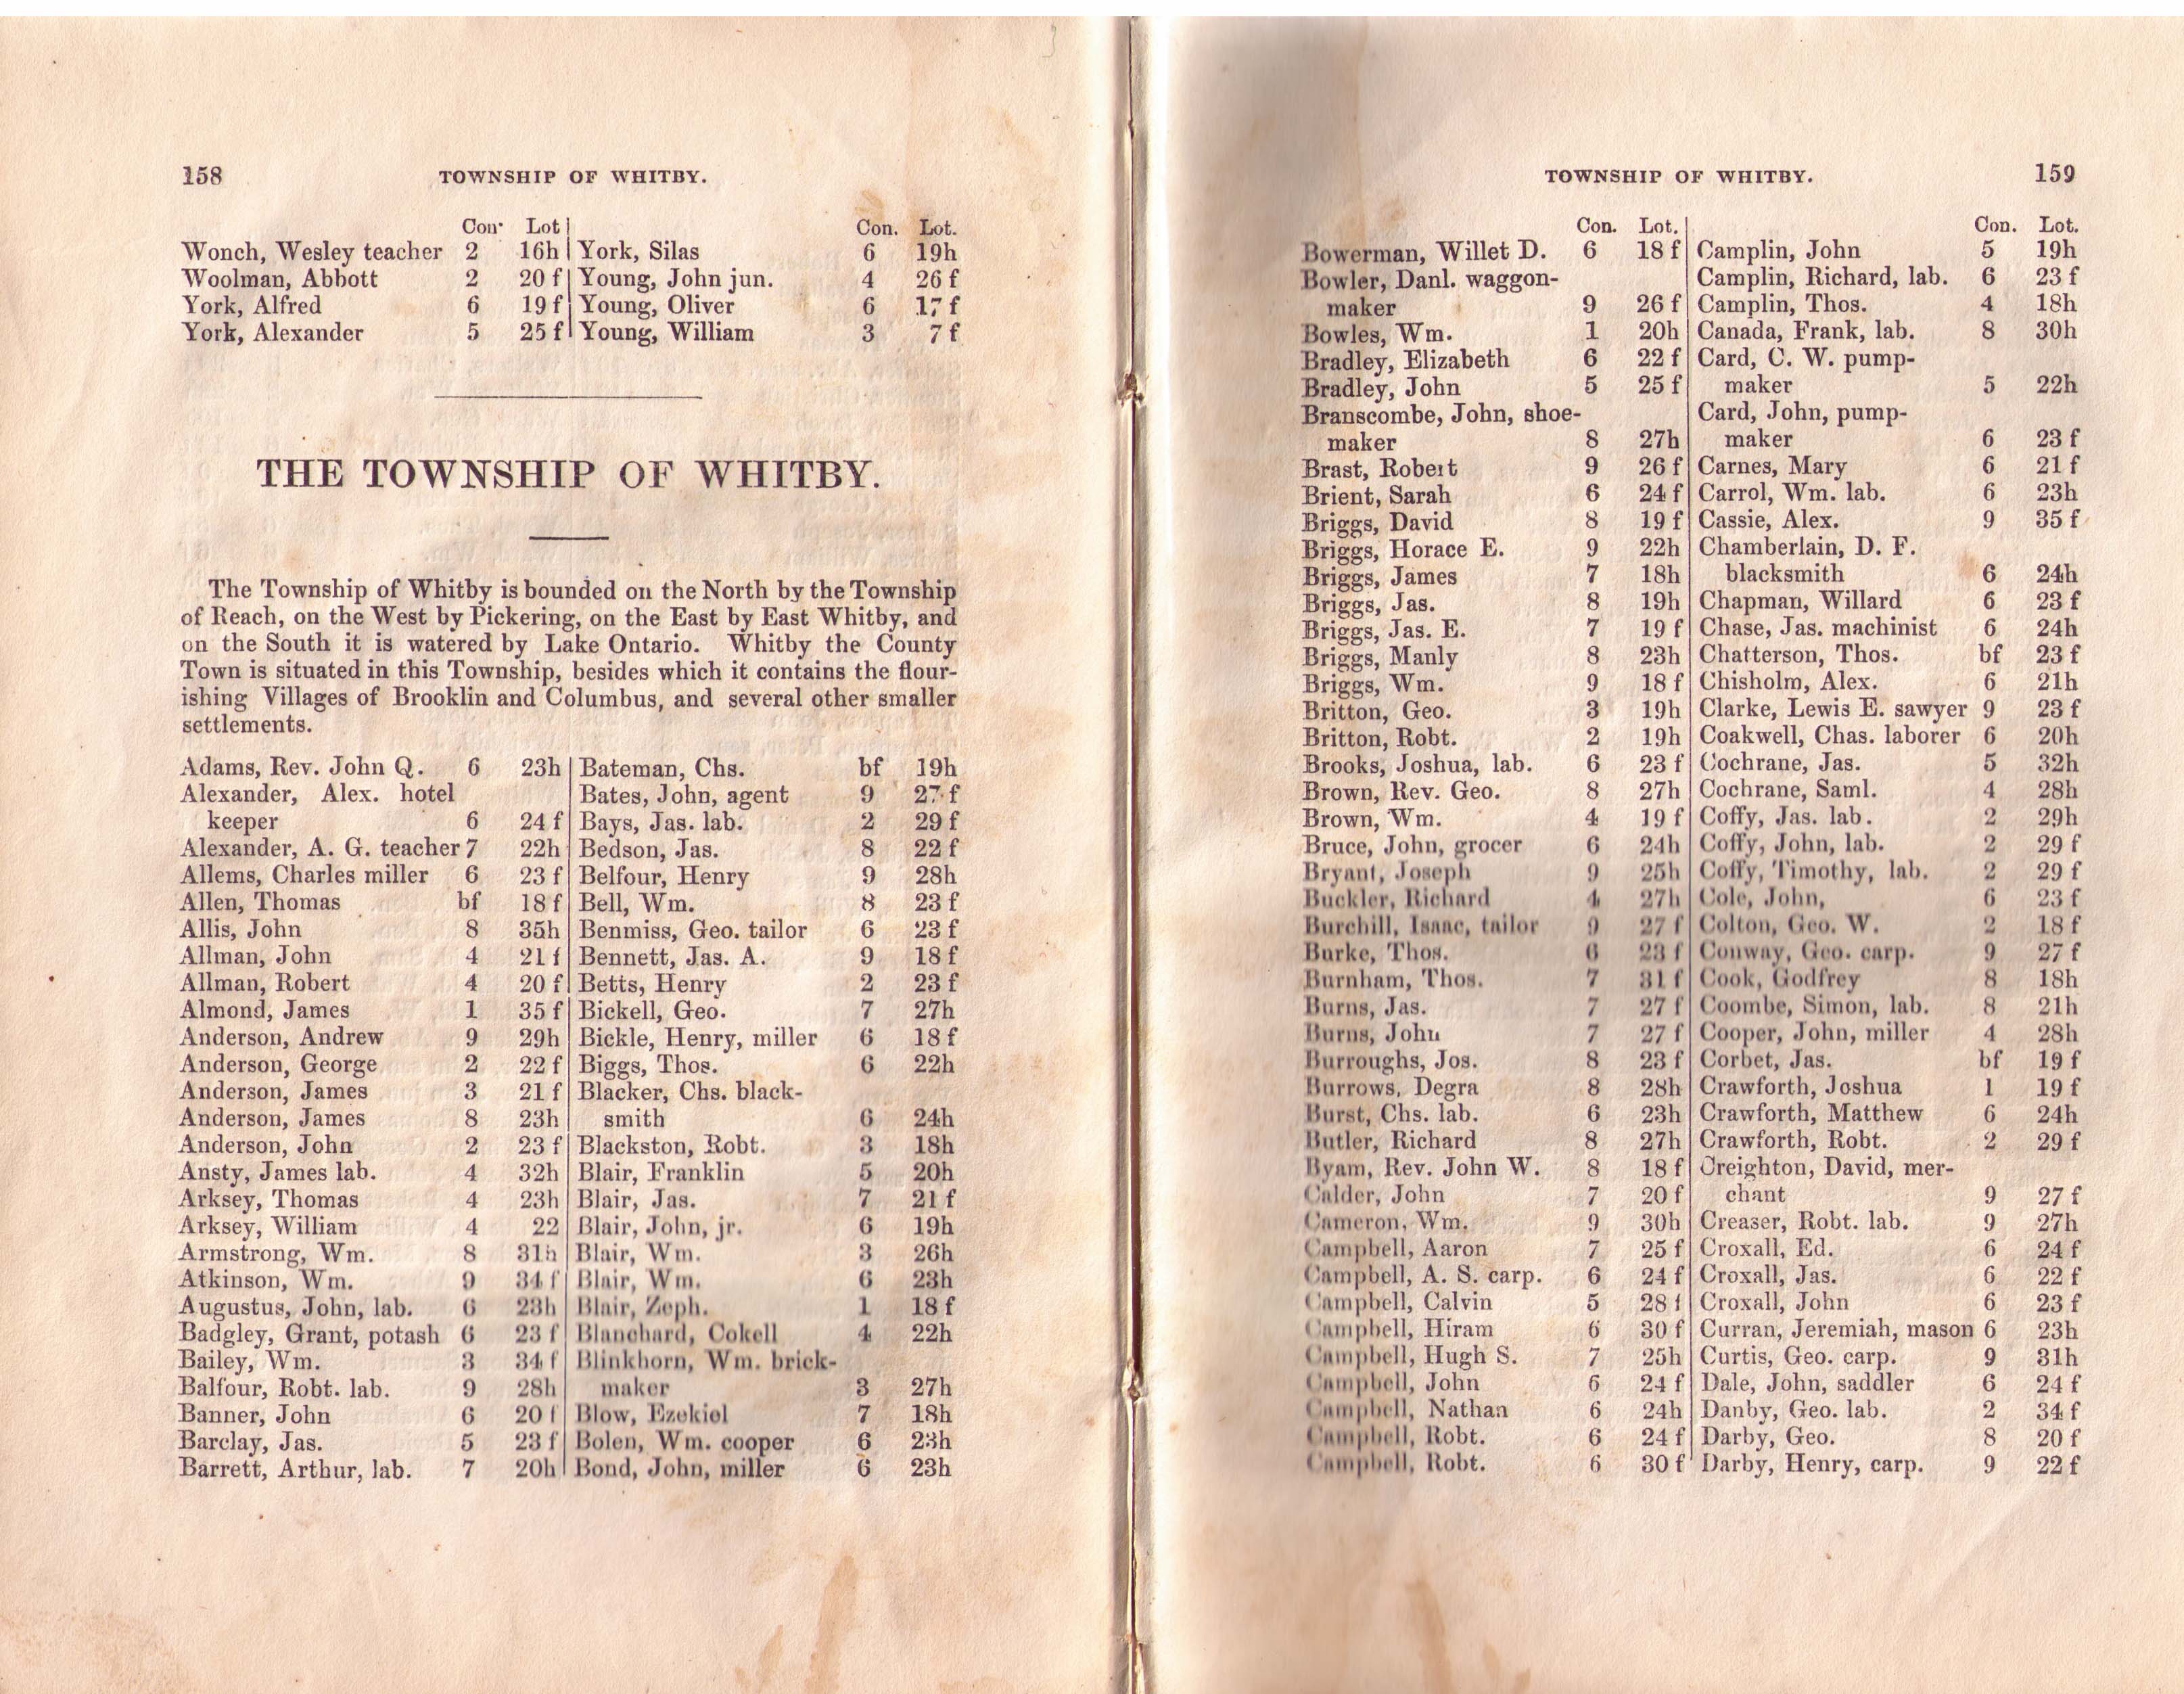 158 TOWNSHIP OF WHITBY.
Con. Lot
Wonch, Wesley teacher 2 16h
Woolman, Abbott 2 20 f
York, Alfred 6 19 f
York, Alexander 5 25 f
Con. Lot.
York, Silas 6 19h
Young, John jun. 4 26 f
Young, Oliver 6 17 f
Young, William 3 7 f
THE TOWNSHIP OF WHITBY.
The Township of Whitby is bounded on the North by the Township
of Reach, on the West by Pickering, on the East by East Whitby, and
on the South it is watered by Lake Ontario. Whitby the County
Town is situated in this Township, besides which it contains the flour-
ishing Villages of Brooklin and Columbus, and several other smaller
settlements.
Adams, Rev. John Q. 6 23h
Alexander, Alex. hotel
keeper 6 24 f
Alexander, A. G. teacher 7 22h
Allems, Charles miller 6 23 f
Allen, Thomas bf 18 f
Allis, John 8 35h
Allman, John 4 21 f
Allman, Robert 4 20 f
Almond, James 1 35 f
Anderson, Andrew 9 29h
Anderson, George 2 22 f
Anderson, James 3 21 f
Anderson, James 8 23h
Anderson, John 2 23 f
Ansty, James lab. 4 32h
Arksey, Thomas 4 23h
Arksey, William 4 22
Armstrong, Wm. 8 31h
Atkinson, Wm. 9 34 f
Augustus, John, lab. 6 23h
Badgley, Grant, potash 6 23 f
Bailey, Wm. 3 34 f
Balfour, Robt. lab. 9 28h
Banner, John 6 20 f
Barclay, Jas. 5 23 f
Barrett, Arthur, lab. 7 20h
Bateman, Chs. bf 19h
Bates, John, agent 9 27 f
Bays, Jas. lab. 2 29 f
Bedson, Jas. 8 22 f
Belfour, Henry 9 28h
Bell, Wm. 8 23 f
Benmiss, Geo. tailor 6 23 f
Bennett, Jas. A. 9 18 f
Betts, Henry 2 23 f
Bickell, Geo. 7 27h
Bickle, Henry, miller 6 18 f
Biggs, Thos. 6 22h
Blacker, Chs. black-
smith 6 24h
Blackston, Robt. 3 18h
Blair, Franklin 5 20h
Blair, Jas. 7 21 f
Blair, John, jr. 6 19h
Blair, Wm. 3 26h
Blair, Wm. 6 23h
Blair, Zeph. 1 18 f
Blanchard, Cokell 4 22h
Blinkhorn, Wm. brick-
maker 3 27h
Blow, Ezekiel 7 18h
Bolen, Wm. cooper 6 23h
Bond, John, miller 6 23h
TOWNSHIP OF WHITBY. 159
Con. Lot.
Bowerman, Willet D. 6 18 f
Bowler, Danl. waggon-
maker 9 26 f
Bowles, Wm. 1 20h
Bradley, Elizabeth 6 22 f
Bradley, John 5 25 f
Branscombe, John, shoe-
maker 8 27h
Brast, Robert 9 26 f
Brient, Sarah 6 24 f
Briggs, David 8 19 f
Briggs, Horace E. 9 22h
Briggs, James 7 18h
Briggs, Jas. 8 19h
Briggs, Jas. E. 7 19 f
Briggs, Manly 8 23h
Briggs, Wm. 9 18 f
Britton, Geo. 3 19h
Britton, Robt. 2 19h
Brooks, Joshua, lab. 6 23 f
Brown, Rev. Geo. 8 27h
Brown, Wm. 4 19 f
Bruce, John, grocer 6 24h
Bryant, Joseph 9 25h
Buckler, Richard 4 27h
Burchill, Isaac, tailor 9 27 f
Burke, Thos. 6 23 f
Burnham, Thos. 7 31 f
Burns, Jas. 7 27 f
Burns, John 7 27 f
Burroughs, Jos. 8 23 f
Burrows, Degra 8 28h
Burst, Chs. lab. 6 23h
Butler, Richard 8 27h
Byam, Rev. John W. 8 18 f
Calder, John 7 20 f
Cameron, Wm. 9 30h
Campbell, Aaron 7 25 f
Campbell, A. S. carp. 6 24 f
Campbell, Calvin 5 28 f
Campbell, Hiram 6 30 f
Campbell, Hugh S. 7 25h
Campbell, John 6 24 f
Campbell, Nathan 6 24h
Campbell, Robt. 6 24 f
Campbell, Robt. 6 30 f
Con. Lot.
Camplin, John 5 19h
Camplin, Richard, lab. 6 23 f
Camplin, Thos. 4 18h
Canada, Frank, lab. 8 30h
Card, C. W. pump-
maker 5 22h
Card, John, pump-
maker 6 23 f
Carnes, Mary 6 21 f
Carrol, Wm. lab. 6 23h
Cassie, Alex. 9 35 f
Chamberlain, D. F.
blacksmith 6 24h
Chapman, Willard 6 23 f
Chase, Jas. machinist 6 24h
Chatterson, Thos. bf 23 f
Chisholm, Alex. 6 21h
Clarke, Lewis E. sawyer 9 23 f
Coakwell, Chas. laborer 6 20h
Cochrane, Jas. 5 32h
Cochrane, Saml. 4 28h
Coffy, Jas. lab. 2 29h
Coffy, John, lab. 2 29 f
Coffy, Timothy, lab. 2 29 f
Cole, John, 6 23 f
Colton, Geo. W. 2 18 f
Conway, Geo. carp. 9 27 f
Cook, Godfrey 8 18h
Coombe, Simon, lab. 8 21h
Cooper, John, miller 4 28h
Corbet, Jas. bf 19 f
Crawforth, Joshua 1 19 f
Crawforth, Matthew 6 24h
Crawforth, Robt. 2 29 f
Creighton, David, mer-
chant 9 27 f
Creaser, Robt. lab. 9 27h
Croxall, Ed. 6 24 f
Croxall, Jas. 6 22 f
Croxall, John 6 23 f
Curran, Jeremiah, mason 6 23h
Curtis, Geo. carp. 9 31h
Dale, John, saddler 6 24 f
Danby, Geo. lab. 2 34 f
Darby, Geo. 8 20 f
Darby, Henry, carp. 9 22 f